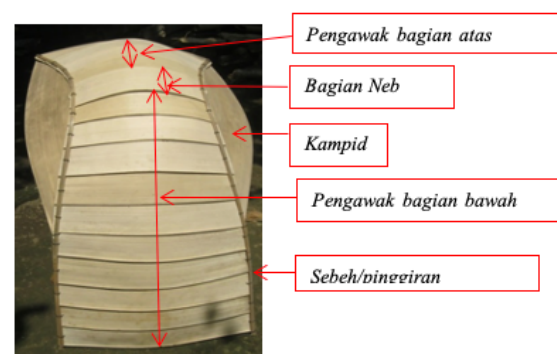 Pengawak bagian atas
Bagian Neb
Kampid
Pengawak bagian bawah
Sebeh/pinggiran